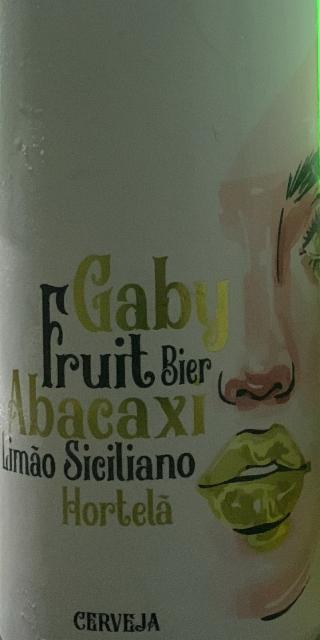 Gaby
Fruit Bier
Abacaxi
Limão Siciliano
Hortelã
CERVEJA